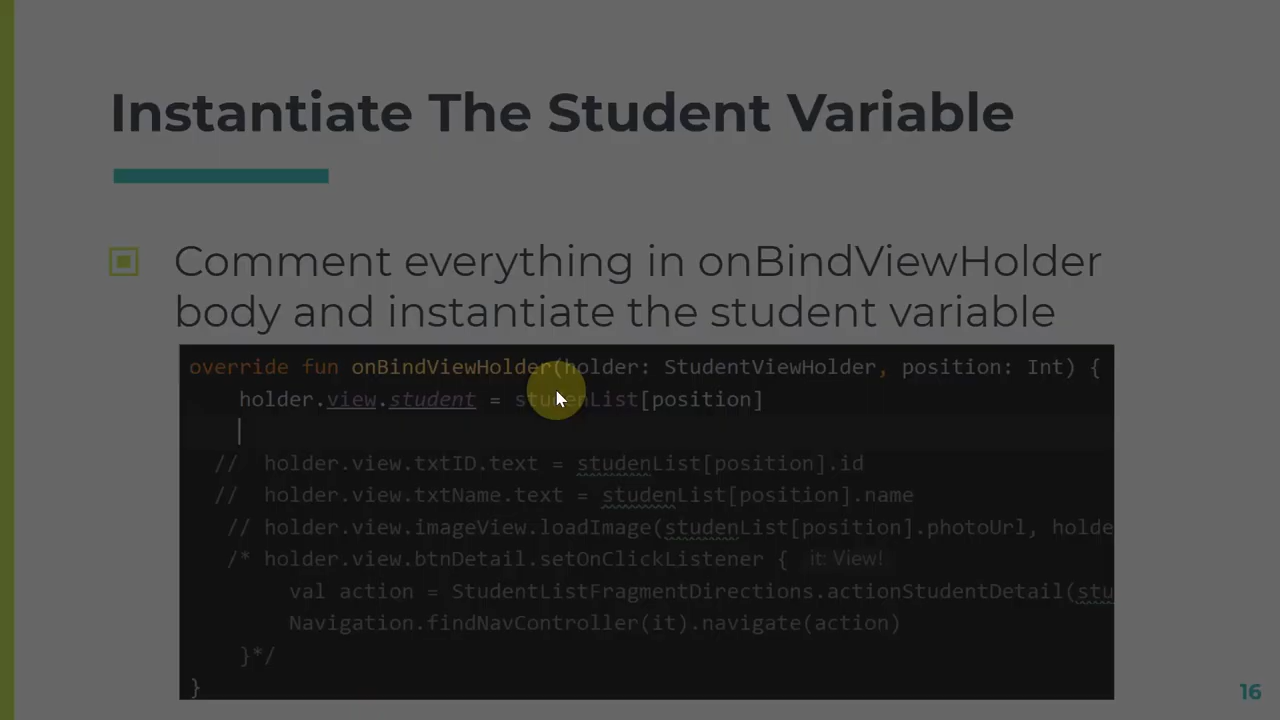 Instantiate The Student Variable
Comment everything in onBindViewHolder
body and instantiate the student variable
override fun onBindViewHolder(holder: StudentViewHolder, position: Int) {
holder.view.student = studenList[position]
// holder.view.txtID.text = studenList[position].id
// holder.view.txtName.text = studenList[position].name
// holder.view.imageView.loadImage(studenList[position].photoUrl, holde
/* holder.view.btnDetail.setOnClickListener { it: View!
val action = StudentListFragmentDirections.actionStudentDetail(stu
Navigation.findNavController(it).navigate(action)
}*/
}
16